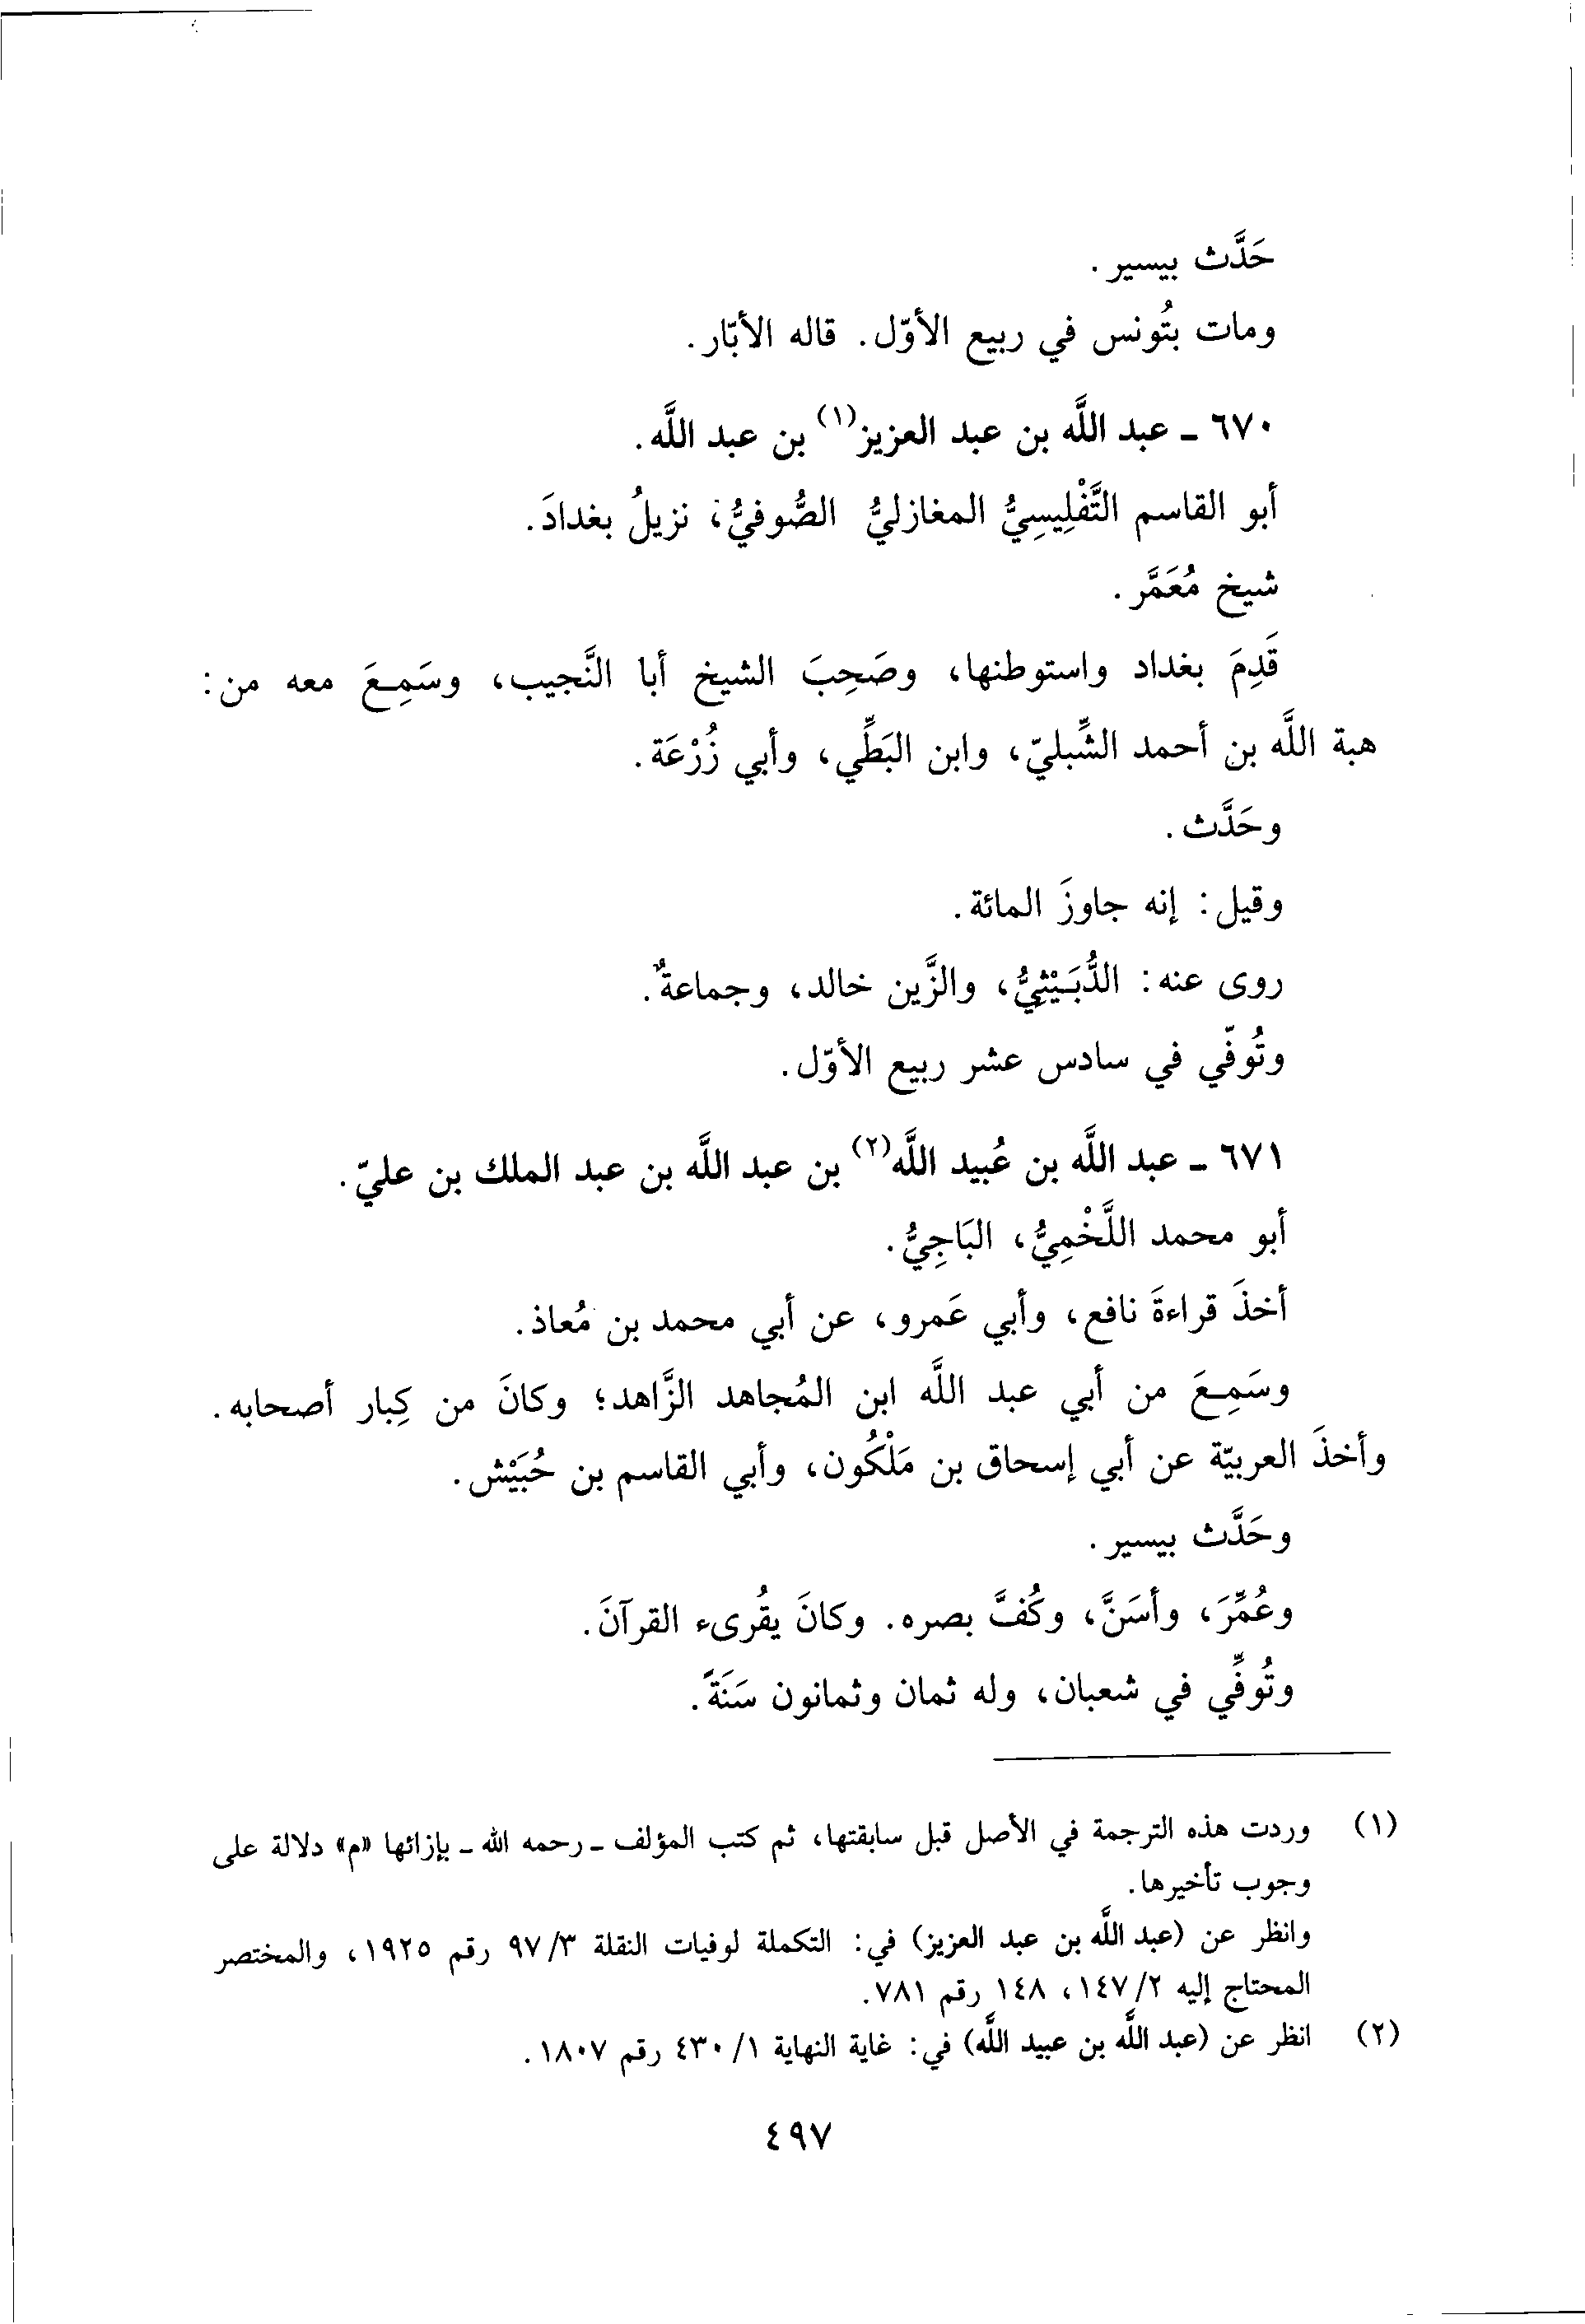 حَدَّث بيسير.
ومات بتُونس في ربيع الأوّل. قاله الأبّار.
٦٧٠ ـ عبد اللَّه بن عبد العزيز(١) بن عبد اللَّه.
أبو القاسم التَّفْلِيسِيُّ المغازليُّ الصُّوفيُّ، نزيلُ بغدادَ.
شيخ مُعَمَّر.
قَدِمَ بغداد واستوطنها، وصَحِبَ الشيخ أبا النَّجيب، وسَمِعَ معه من:
هبة اللَّه بن أحمد الشِّبليّ، وابن البَطِّي، وأبي زُرْعَة.
وحَدَّث.
وقيل: إنه جاوزَ المائة.
روى عنه: الدُّبَيْثِيُّ، والزَّين خالد، وجماعةٌ.
وتُوفّي في سادس عشر ربيع الأوّل.
٦٧١ ـ عبد اللَّه بن عُبيد اللَّه(٢) بن عبد اللَّه بن عبد الملك بن عليّ.
أبو محمد اللَّخْمِيُّ، البَاجِيُّ.
أخذَ قراءةَ نافع، وأبي عَمرو، عن أبي محمد بن مُعاذ.
وسَمِعَ من أبي عبد اللَّه ابن المُجاهد الزَّاهد؛ وكانَ من كِبار أصحابه.
وأخذَ العربيّة عن أبي إسحاق بن مَلْكُون، وأبي القاسم بن حُبَيْش.
وحَدَّث بيسير.
وعُمِّرَ، وأسَنَّ، وكُفَّ بصره. وكانَ يقُرىء القرآنَ.
وتُوفِّي في شعبان، وله ثمان وثمانون سَنَةً.
(١) وردت هذه الترجمة في الأصل قبل سابقتها، ثم كتب المؤلف ـ رحمه الله ـ بإزائها «م» دلالة على
وجوب تأخيرها.
وانظر عن (عبد اللَّه بن عبد العزيز) في: التكملة لوفيات النقلة ٩٧/٣ رقم ١٩٢٥، والمختصر
المحتاج إليه ١٤٧/٢، ١٤٨ رقم ٧٨١.
(٢) انظر عن (عبد اللَّه بن عبيد اللَّه) في: غاية النهاية ٤٣٠/١ رقم ١٨٠٧.
٤٩٧